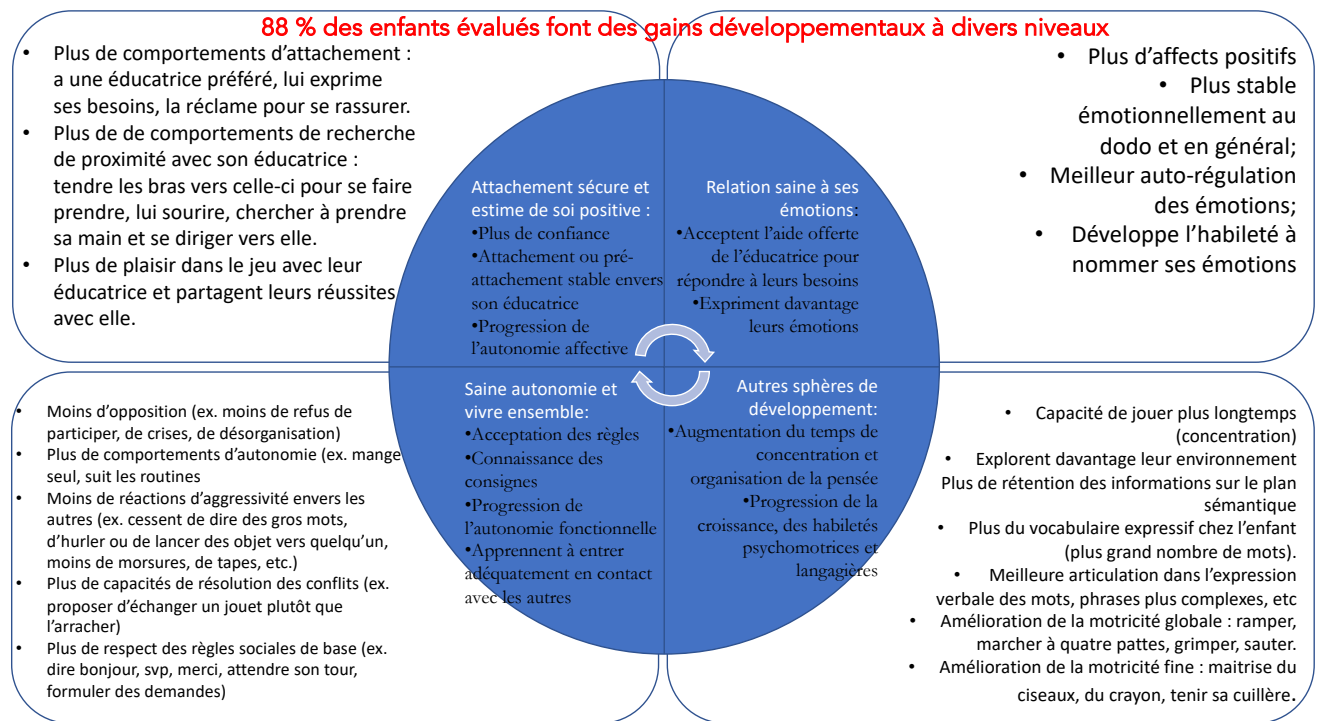 88 % des enfants évalués font des gains développementaux à divers niveaux
• Plus de comportements d’attachement :
a une éducatrice préféré, lui exprime
ses besoins, la réclame pour se rassurer.
• Plus de de comportements de recherche
de proximité avec son éducatrice :
tendre les bras vers celle-ci pour se faire
prendre, lui sourire, chercher à prendre
sa main et se diriger vers elle.
• Plus de plaisir dans le jeu avec leur
éducatrice et partagent leurs réussites
avec elle.
• Plus d’affects positifs
• Plus stable
émotionnellement au
dodo et en général;
• Meilleur auto-régulation
des émotions;
• Développe l’habileté à
nommer ses émotions
Attachement sécure et
estime de soi positive :
•Plus de confiance
•Attachement ou pré-
attachement stable envers
son éducatrice
•Progression de
l’autonomie affective
Relation saine à ses
émotions:
•Acceptent l’aide offerte
de l’éducatrice pour
répondre à leurs besoins
•Expriment davantage
leurs émotions
Saine autonomie et
vivre ensemble:
•Acceptation des règles
•Connaissance des
consignes
•Progression de
l’autonomie fonctionnelle
•Apprennent à entrer
adéquatement en contact
avec les autres
Autres sphères de
développement:
•Augmentation du temps de
concentration et
organisation de la pensée
•Progression de la
croissance, des habiletés
psychomotrices et
langagières
• Moins d’opposition (ex. moins de refus de
participer, de crises, de désorganisation)
• Plus de comportements d’autonomie (ex. mange
seul, suit les routines
• Moins de réactions d’aggressivité envers les
autres (ex. cessent de dire des gros mots,
d’hurler ou de lancer des objet vers quelqu’un,
moins de morsures, de tapes, etc.)
• Plus de capacités de résolution des conflits (ex.
proposer d’échanger un jouet plutôt que
l’arracher)
• Plus de respect des règles sociales de base (ex.
dire bonjour, svp, merci, attendre son tour,
formuler des demandes)
• Capacité de jouer plus longtemps
(concentration)
• Explorent davantage leur environnement
Plus de rétention des informations sur le plan
sémantique
• Plus du vocabulaire expressif chez l’enfant
(plus grand nombre de mots).
• Meilleure articulation dans l’expression
verbale des mots, phrases plus complexes, etc
• Amélioration de la motricité globale : ramper,
marcher à quatre pattes, grimper, sauter.
• Amélioration de la motricité fine : maitrise du
ciseaux, du crayon, tenir sa cuillère.